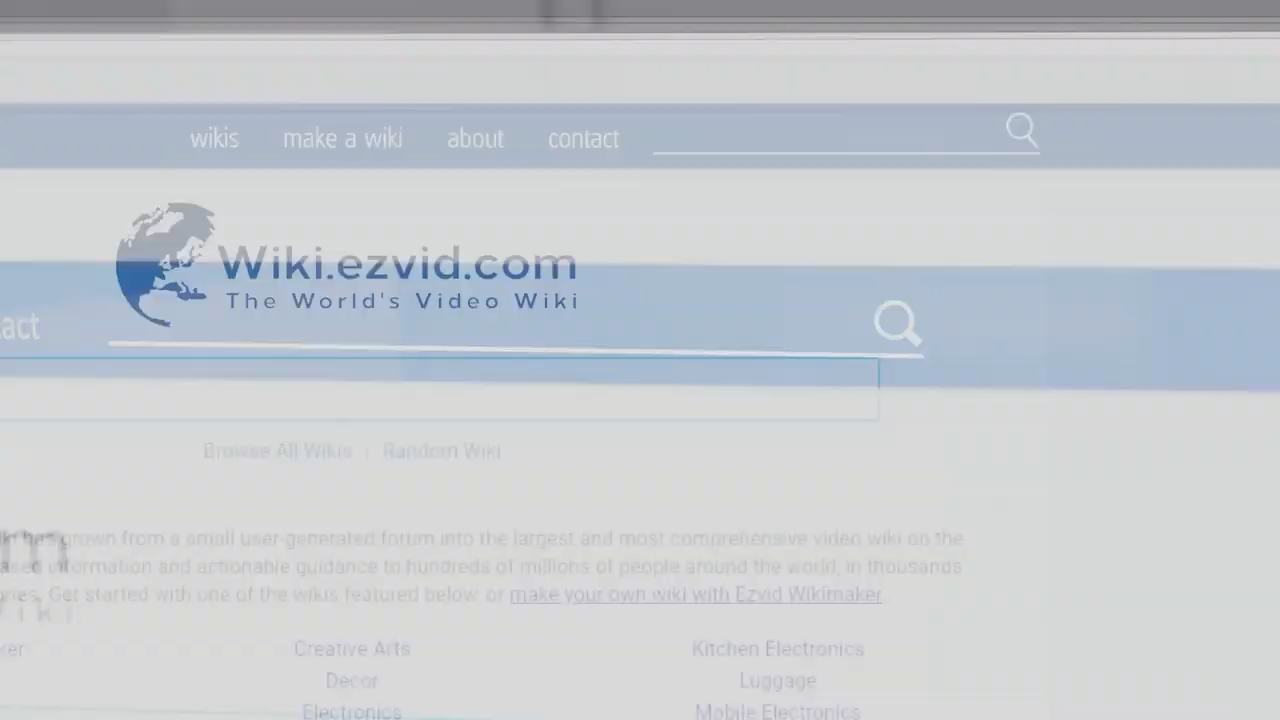 wikis make a wiki about contact
Wiki.ezvid.com
The World's Video Wiki
Browse All Wikis | Random Wiki
has grown from a small user-generated forum into the largest and most comprehensive video wiki on the
information and actionable guidance to hundreds of millions of people around the world, in thousands
Get started with one of the wikis featured below, or make your own wiki with Ezvid Wikimaker
Creative Arts Kitchen Electronics
Decor Luggage
Electronics Mobile Electronics